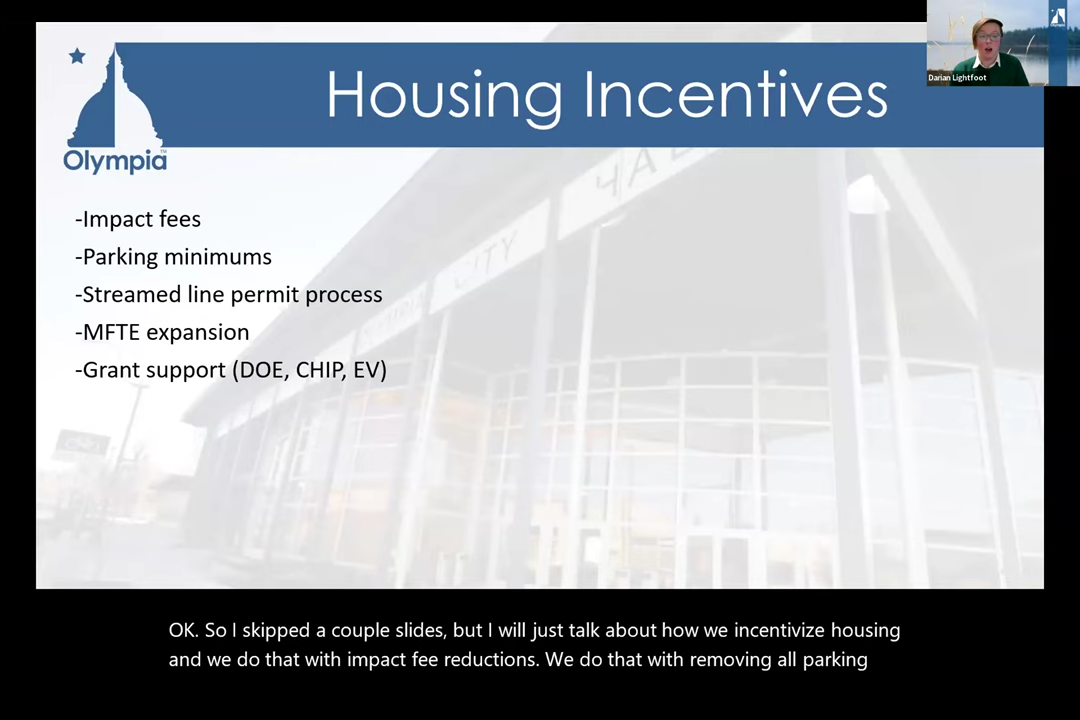 Housing Incentives
Darian Lightfoot
Olympia
-Impact fees
-Parking minimums
-Streamed line permit process
-MFTE expansion
-Grant support (DOE, CHIP, EV)
CITY
HALL
OK. So I skipped a couple slides, but I will just talk about how we incentivize housing
and we do that with impact fee reductions. We do that with removing all parking